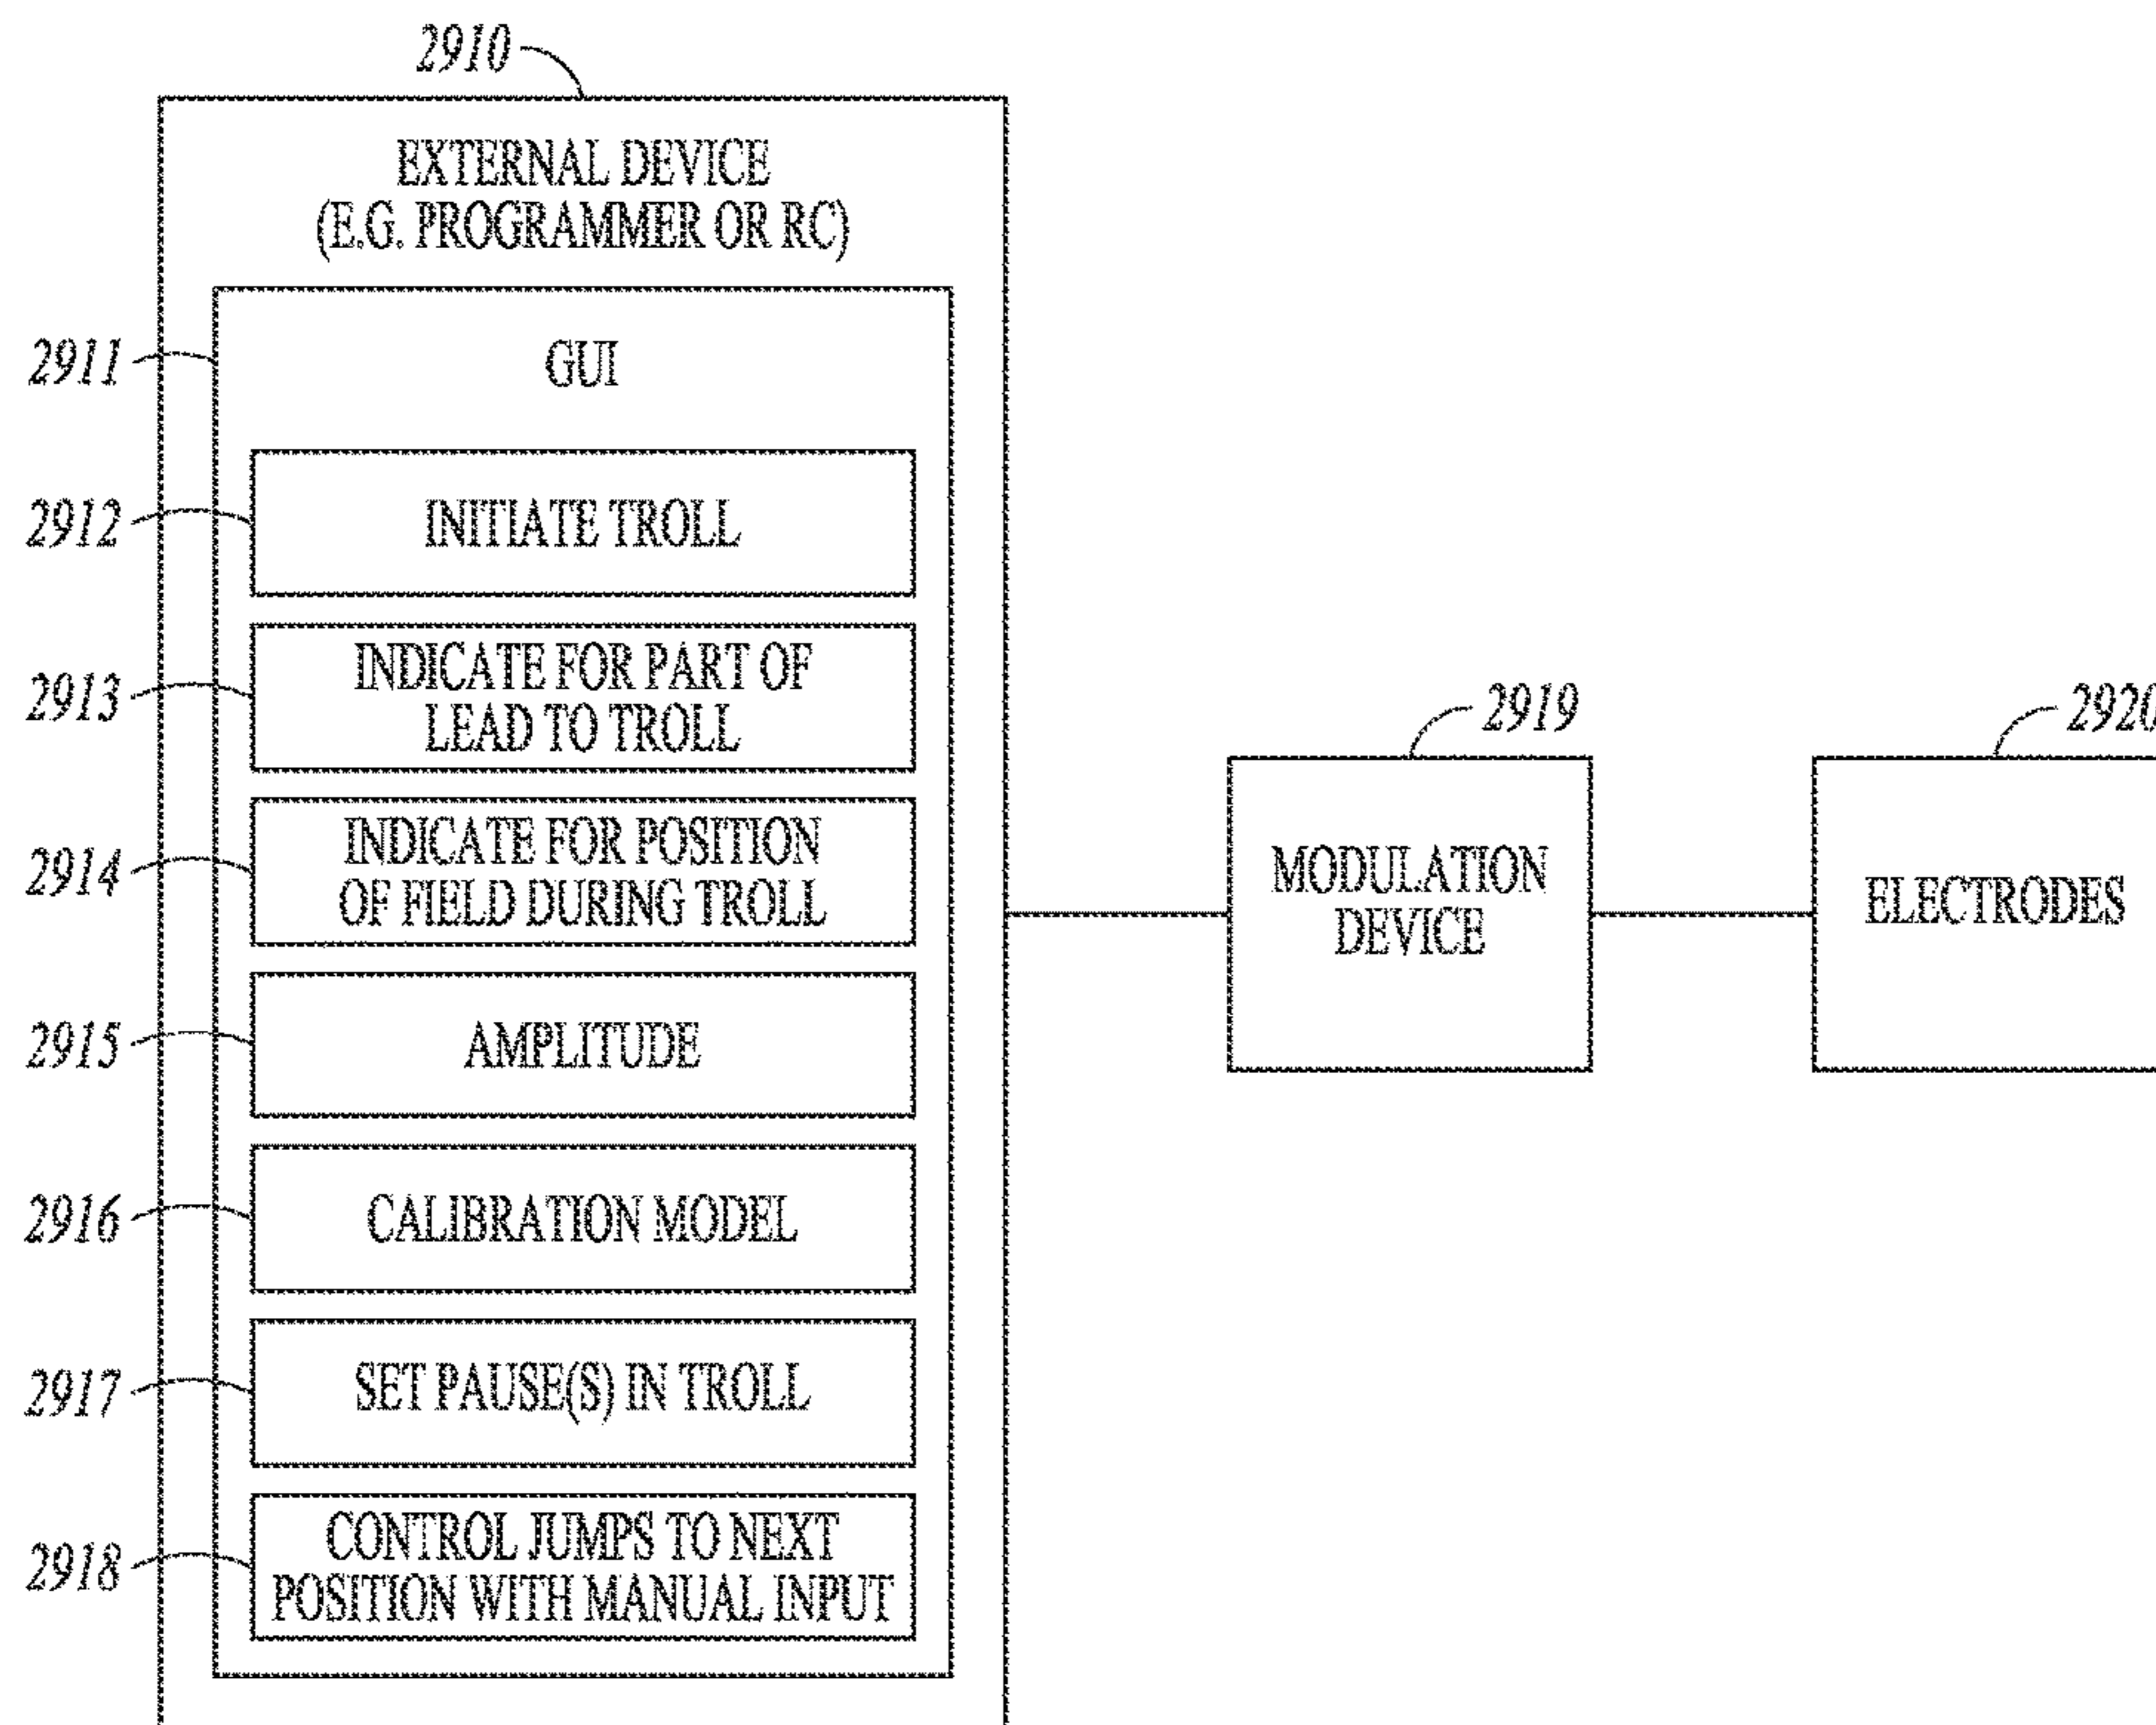 2910
EXTERNAL DEVICE
(E.G. PROGRAMMER OR RC)
2911
GUI
2912
INITIATE TROLL
2913
INDICATE FOR PART OF
LEAD TO TROLL
2914
INDICATE FOR POSITION
OF FIELD DURING TROLL
2915
AMPLITUDE
2916
CALIBRATION MODEL
2917
SET PAUSE(S) IN TROLL
2918
CONTROL JUMPS TO NEXT
POSITION WITH MANUAL INPUT
2919
MODULATION
DEVICE
2920
ELECTRODES